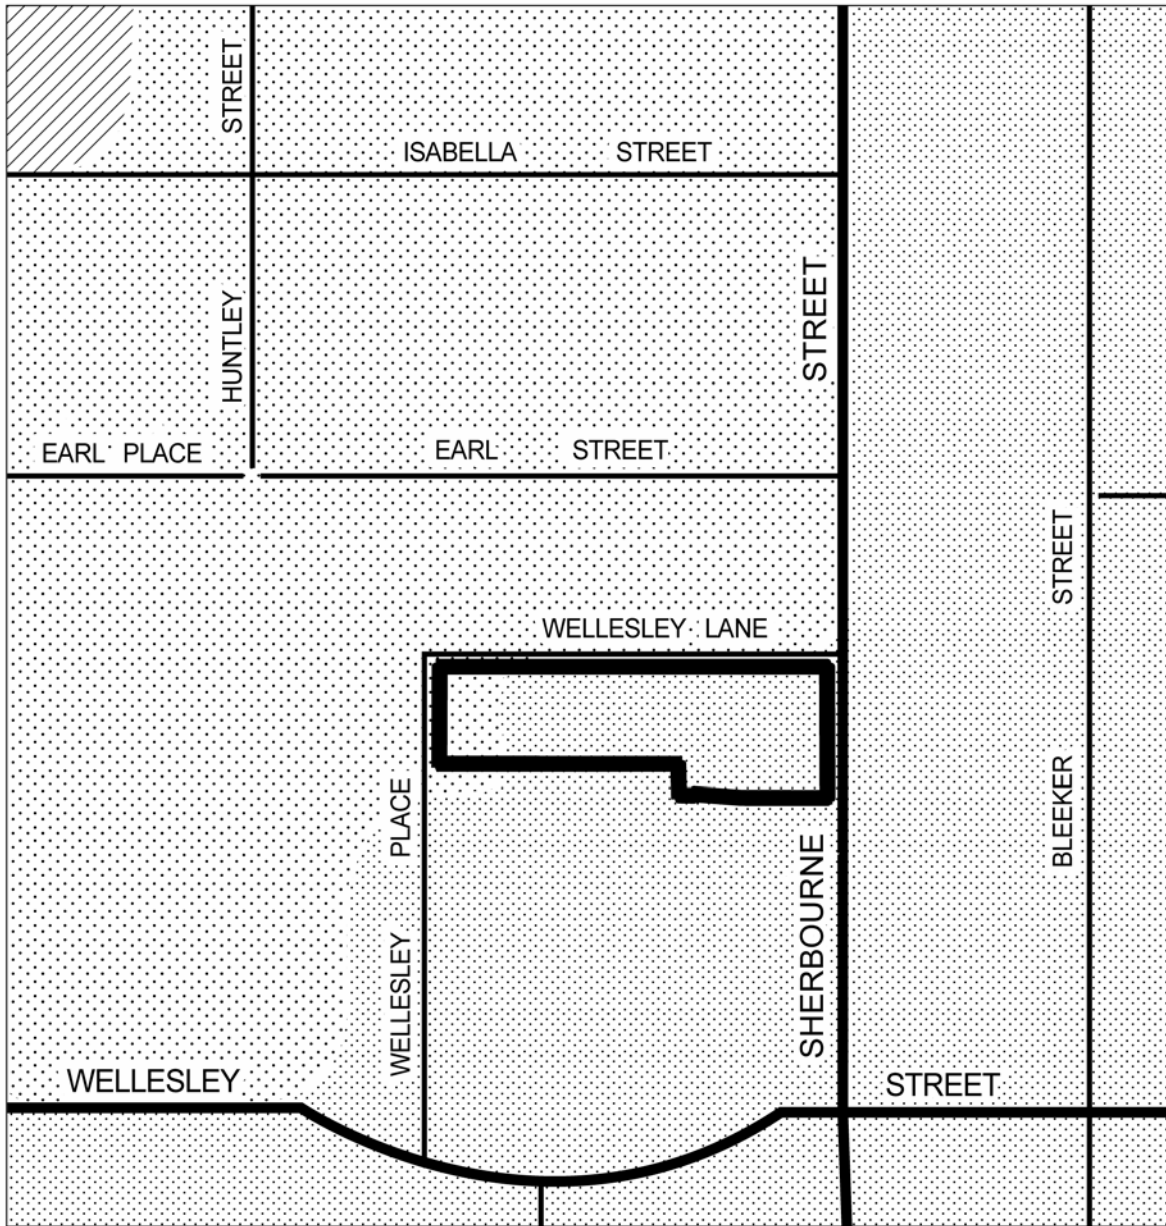 STREET
ISABELLA STREET
HUNTLEY
STREET
EARL PLACE
EARL STREET
STREET
WELLESLEY LANE
PLACE
BLEEKER
SHERBOURNE
WELLESLEY
WELLESLEY
STREET